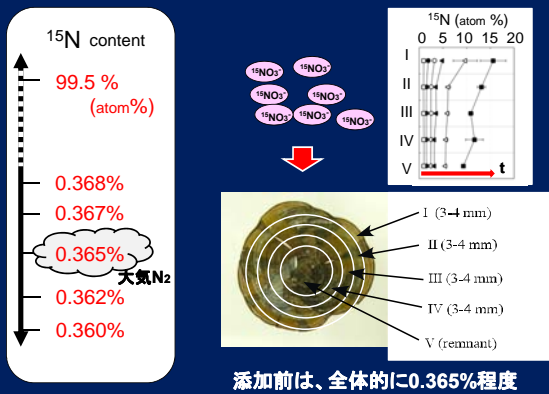 ¹⁵N content
99.5 %
(atom%)
0.368%
0.367%
0.365%
大気N₂
0.362%
0.360%
¹⁵NO₃⁻
¹⁵NO₃⁻
¹⁵NO₃⁻
¹⁵NO₃⁻
¹⁵NO₃⁻
¹⁵NO₃⁻
¹⁵NO₃⁻
¹⁵N (atom %)
0 5 10 15 20
I
II
III
IV
V
t
I (3-4 mm)
II (3-4 mm)
III (3-4 mm)
IV (3-4 mm)
V (remnant)
添加前は、全体的に0.365%程度